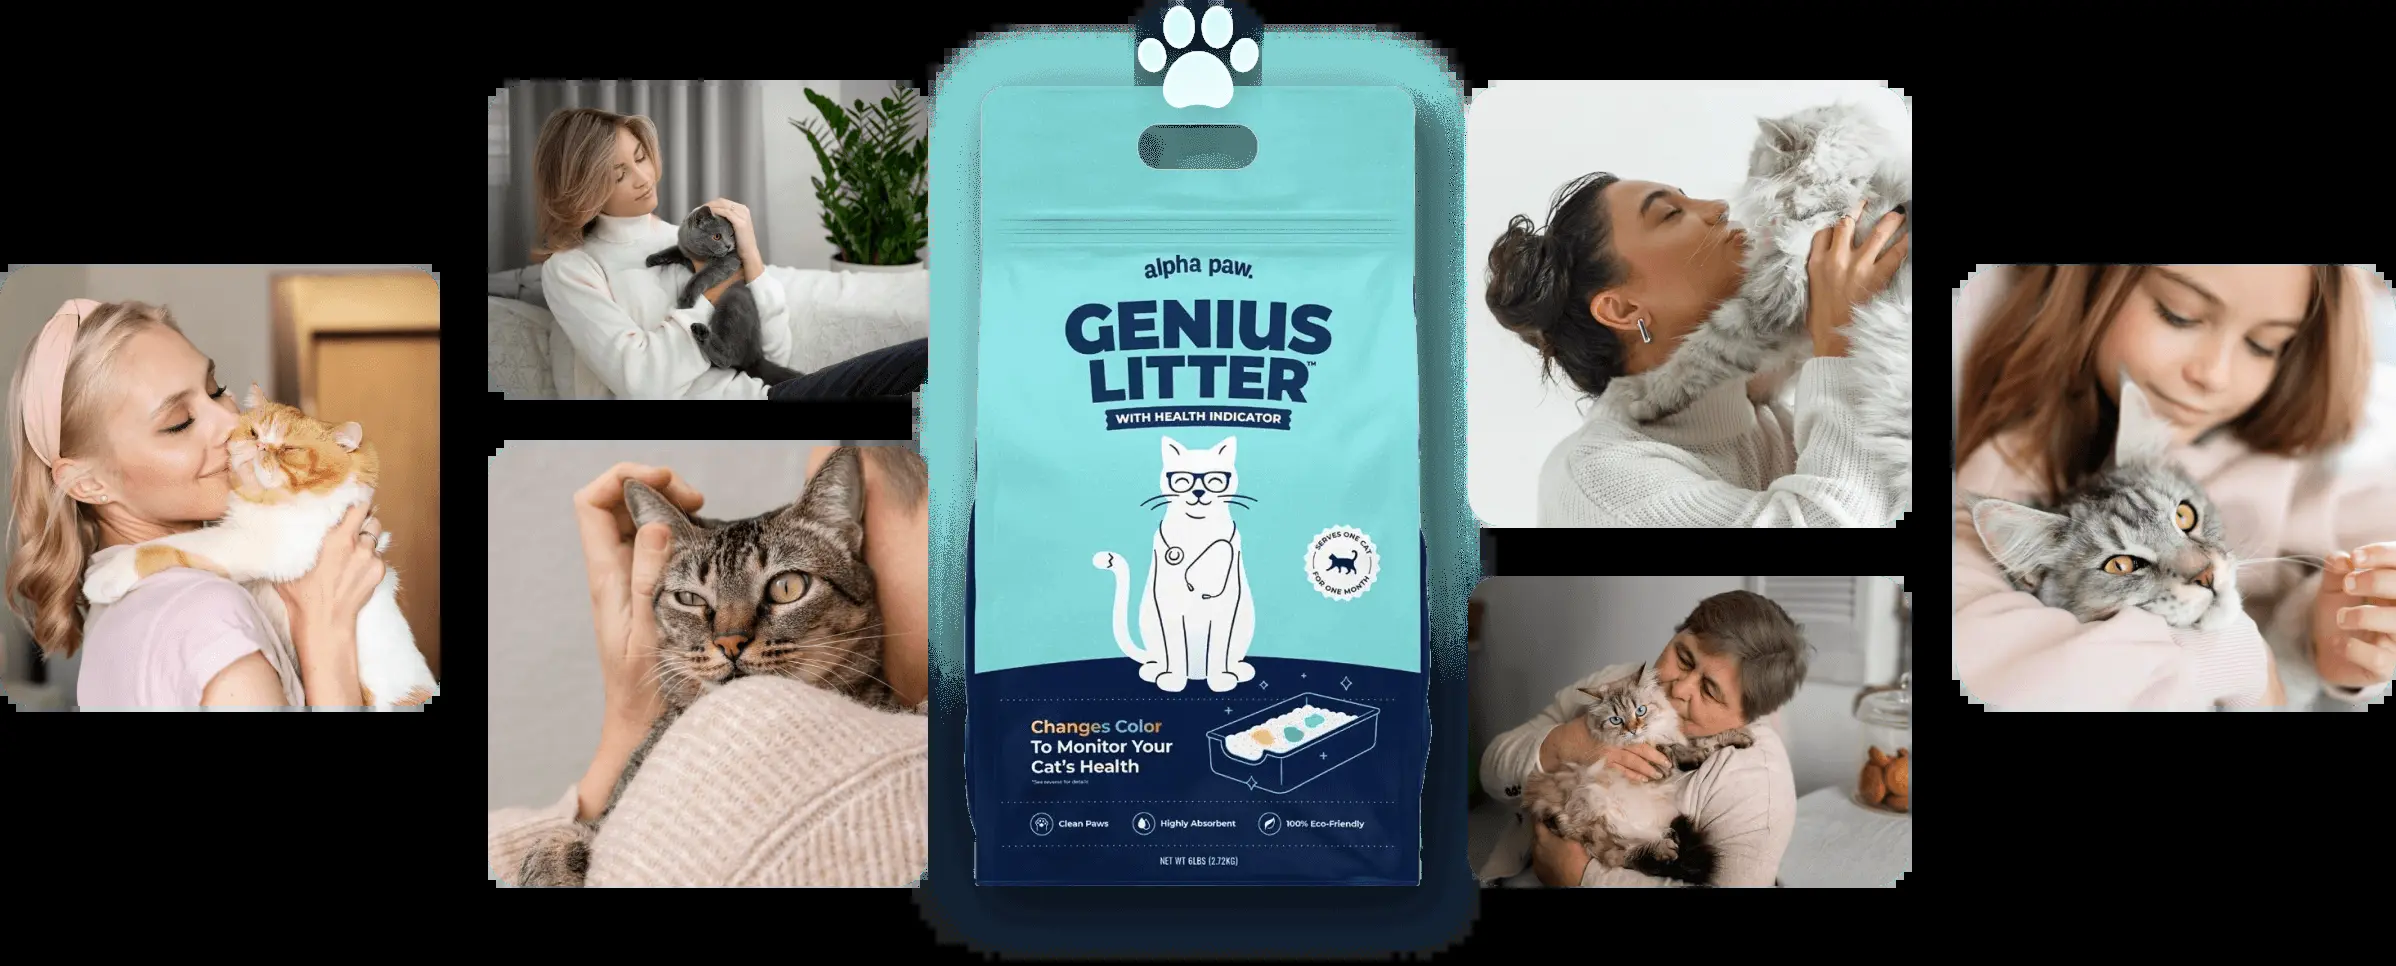 alpha paw.
GENIUS
LITTER™
WITH HEALTH INDICATOR
SERVES ONE CAT
FOR ONE MONTH
Changes Color
To Monitor Your
Cat's Health
*See reverse for details
Clean Paws
Highly Absorbent
100% Eco-Friendly
NET WT 6LBS (2.72KG)